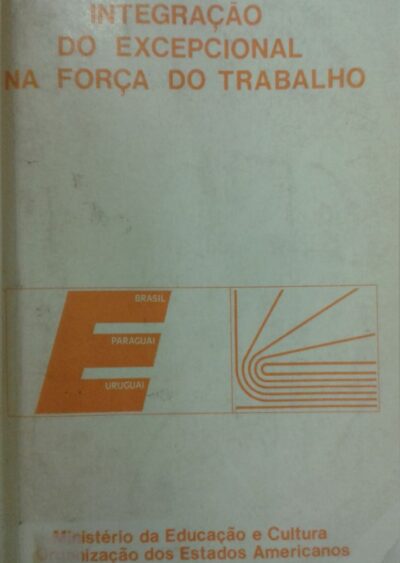 INTEGRAÇÃO
DO EXCEPCIONAL
NA FORÇA DO TRABALHO
E
BRASIL
PARAGUAI
URUGUAI
Ministério da Educação e Cultura
Organização dos Estados Americanos